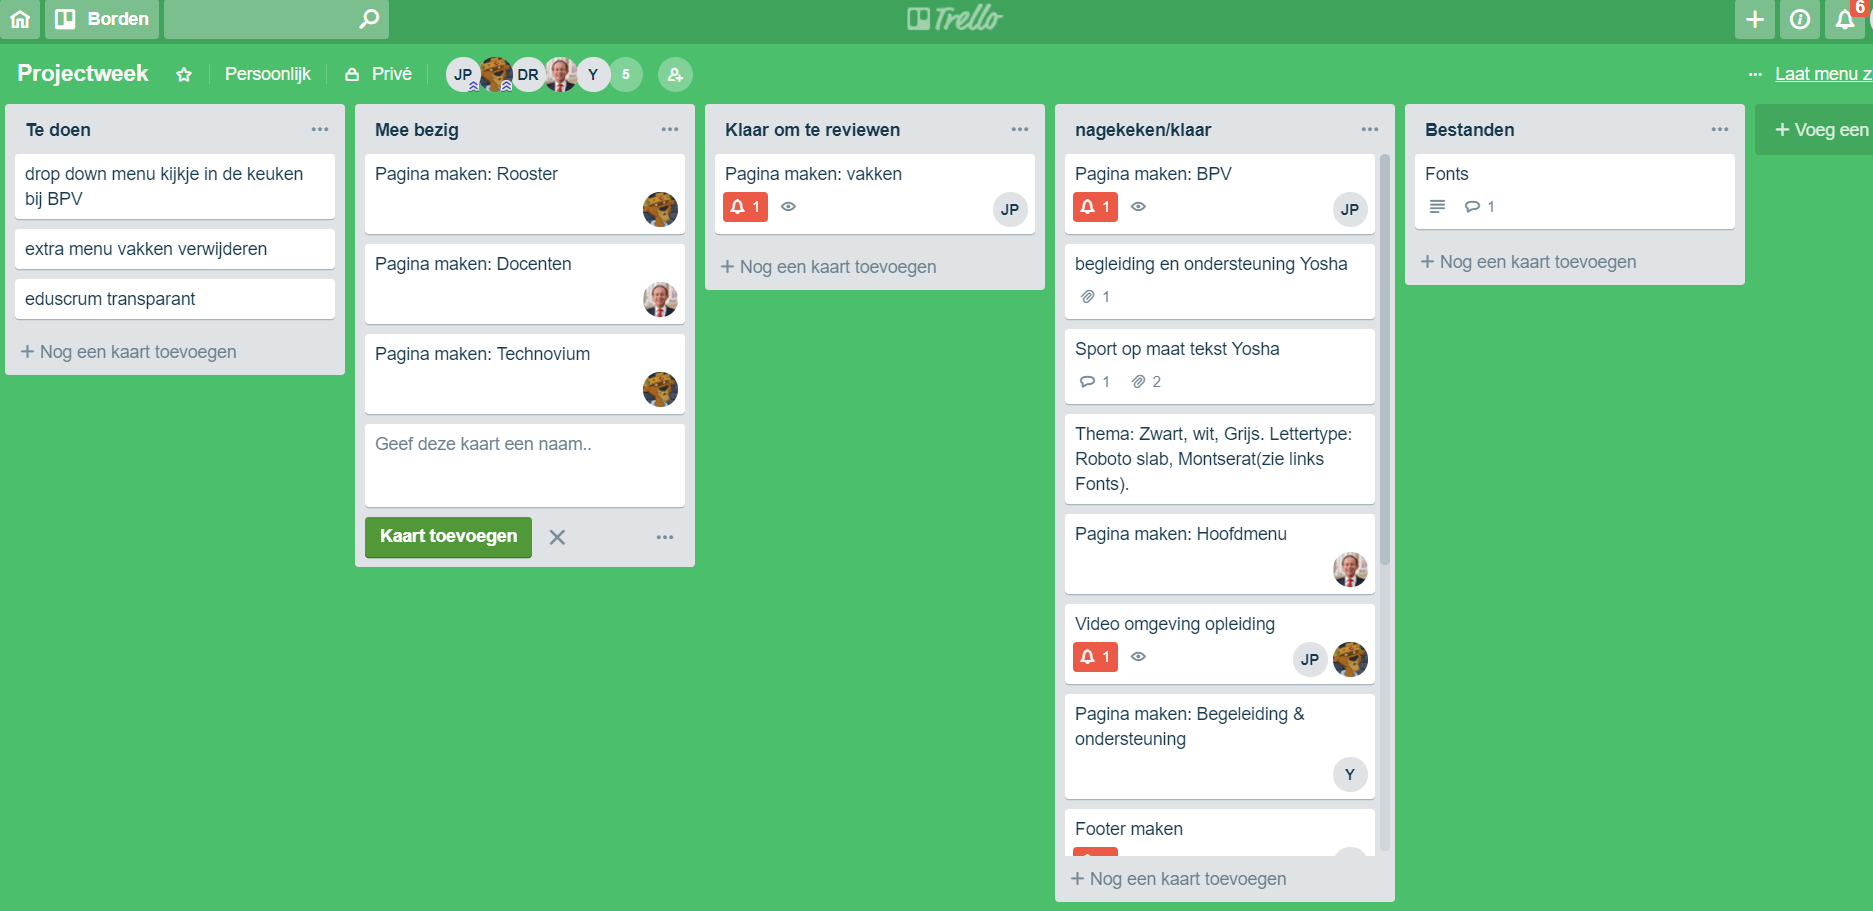 Borden
Trello
6
Projectweek
Persoonlijk
Privé
JP
DR
Y
5
Laat menu z
Te doen
drop down menu kijkje in de keuken
bij BPV
extra menu vakken verwijderen
eduscrum transparant
Nog een kaart toevoegen
Mee bezig
Pagina maken: Rooster
Pagina maken: Docenten
Pagina maken: Technovium
Geef deze kaart een naam..
Kaart toevoegen
Klaar om te reviewen
Pagina maken: vakken
1
JP
Nog een kaart toevoegen
nagekeken/klaar
Pagina maken: BPV
1
JP
begleiding en ondersteuning Yosha
1
Sport op maat tekst Yosha
1 2
Thema: Zwart, wit, Grijs. Lettertype:
Roboto slab, Montserat(zie links
Fonts).
Pagina maken: Hoofdmenu
Video omgeving opleiding
1
JP
Pagina maken: Begeleiding &
ondersteuning
Y
Footer maken
Nog een kaart toevoegen
Bestanden
Fonts
1
Nog een kaart toevoegen
Voeg een